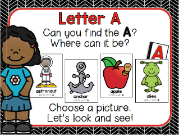 Letter A
Can you find the A?
Where can it be?
A
astronaut
anchor
apple
alien
Choose a picture.
Let's look and see!